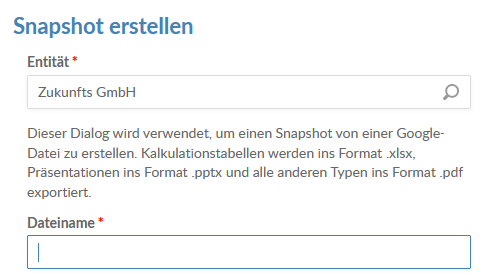 Snapshot erstellen
Entität *
Zukunfts GmbH
Dieser Dialog wird verwendet, um einen Snapshot von einer Google-
Datei zu erstellen. Kalkulationstabellen werden ins Format .xlsx,
Präsentationen ins Format .pptx und alle anderen Typen ins Format .pdf
exportiert.
Dateiname *